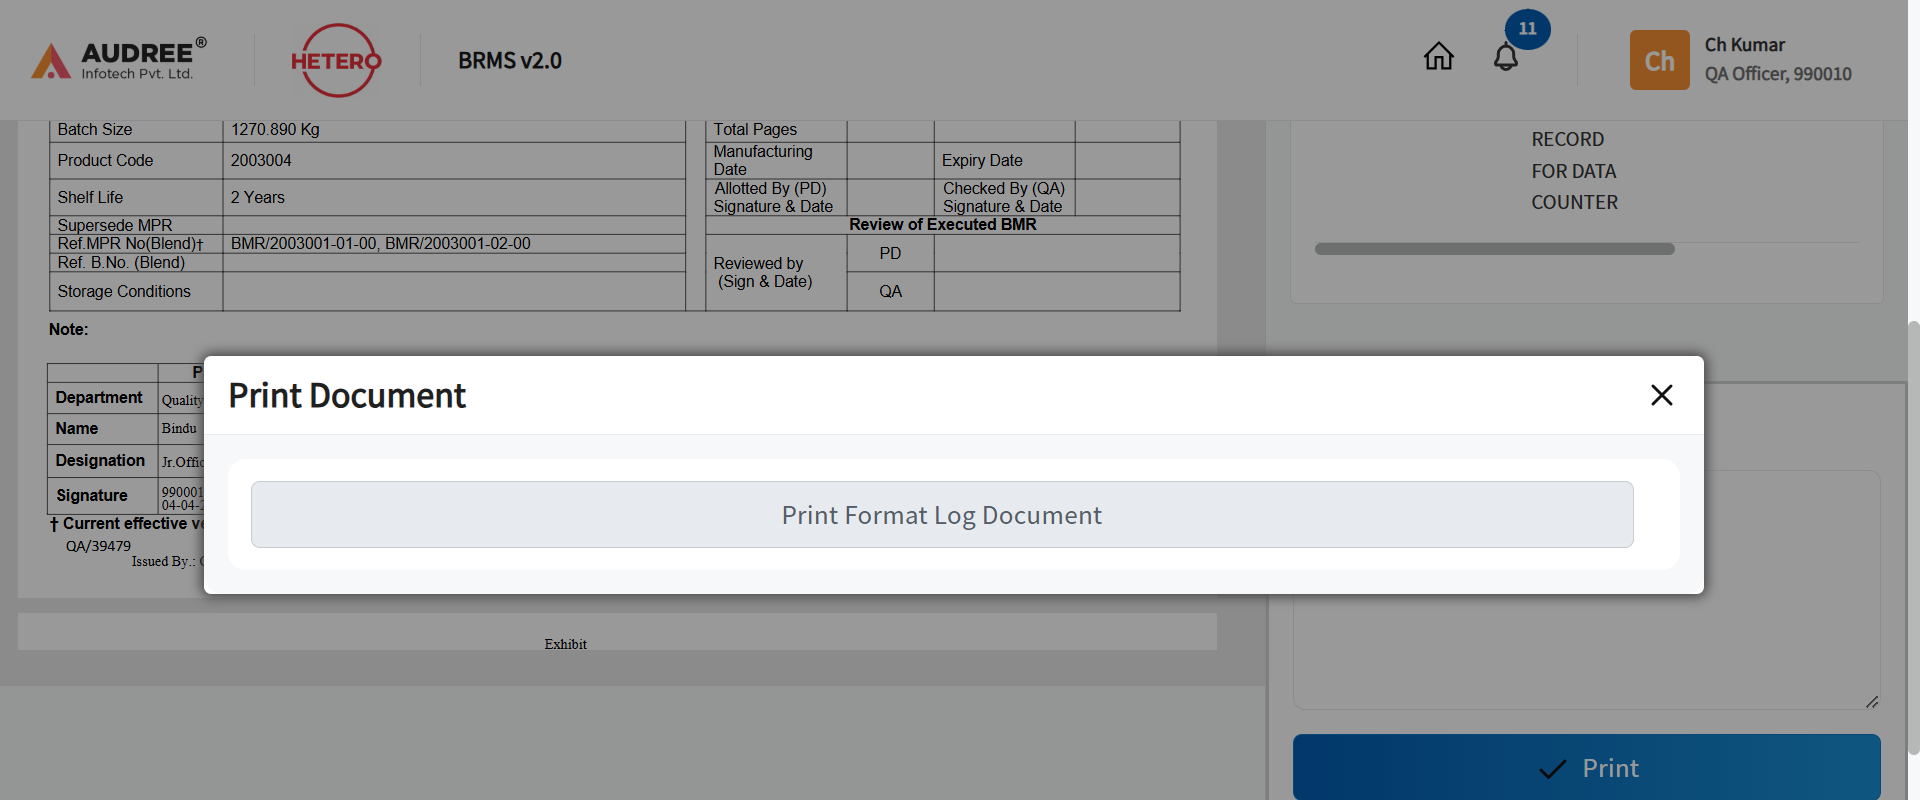 AUDREE®
Infotech Pvt. Ltd.
HETERO
BRMS v2.0
11
Ch
Ch Kumar
QA Officer, 990010
Batch Size 1270.890 Kg
Product Code 2003004
Shelf Life 2 Years
Supersede MPR
Ref.MPR No(Blend)† BMR/2003001-01-00, BMR/2003001-02-00
Ref. B.No. (Blend)
Storage Conditions
Total Pages
Manufacturing
Date
Expiry Date
Allotted By (PD)
Signature & Date
Checked By (QA)
Signature & Date
Review of Executed BMR
Reviewed by
(Sign & Date)
PD
QA
RECORD
FOR DATA
COUNTER
Note:
P
Department Quality
Name Bindu
Designation Jr.Offic
Signature 990001
04-04-2
† Current effective ve
QA/39479
Issued By.:
Print Document
Print Format Log Document
Exhibit
Print